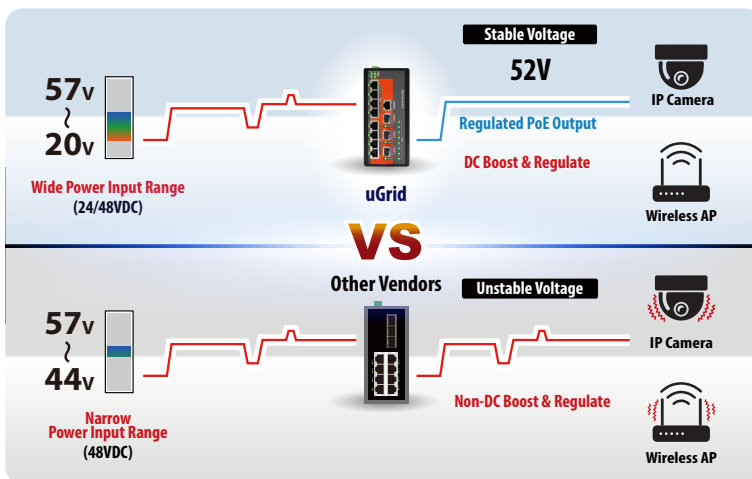 Stable Voltage
57v
~
20v
52V
IP Camera
Regulated PoE Output
DC Boost & Regulate
Wide Power Input Range
(24/48VDC)
uGrid
Wireless AP
VS
Other Vendors
Unstable Voltage
57v
~
44v
IP Camera
Narrow
Power Input Range
(48VDC)
Non-DC Boost & Regulate
Wireless AP